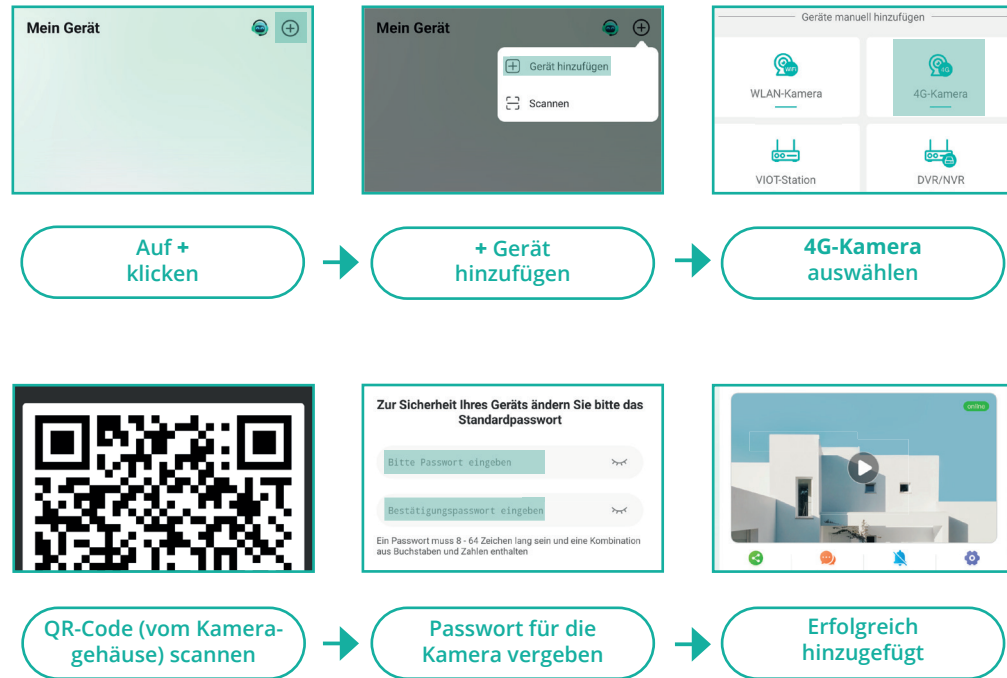 Mein Gerät
Mein Gerät
Gerät hinzufügen
Scannen
Geräte manuell hinzufügen
WiFi
WLAN-Kamera
4G
4G-Kamera
VIOT-Station
DVR/NVR
Auf +
klicken
+ Gerät
hinzufügen
4G-Kamera
auswählen
Zur Sicherheit Ihres Geräts ändern Sie bitte das
Standardpasswort
Bitte Passwort eingeben
Bestätigungspasswort eingeben
Ein Passwort muss 8 - 64 Zeichen lang sein und eine Kombination
aus Buchstaben und Zahlen enthalten
online
QR-Code (vom Kamera-
gehäuse) scannen
Passwort für die
Kamera vergeben
Erfolgreich
hinzugefügt